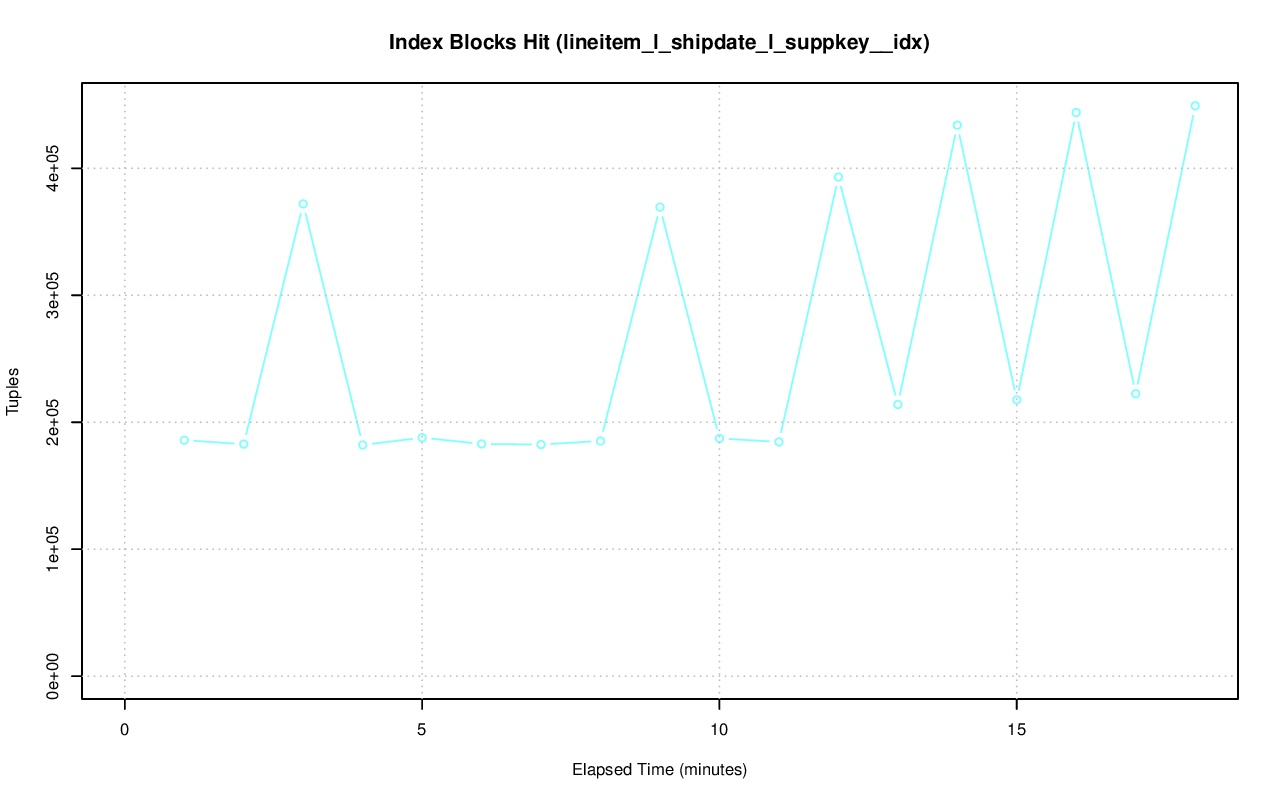 Index Blocks Hit (lineitem_l_shipdate_l_suppkey__idx)
Tuples
4e+05
3e+05
2e+05
1e+05
0e+00
0 5 10 15
Elapsed Time (minutes)